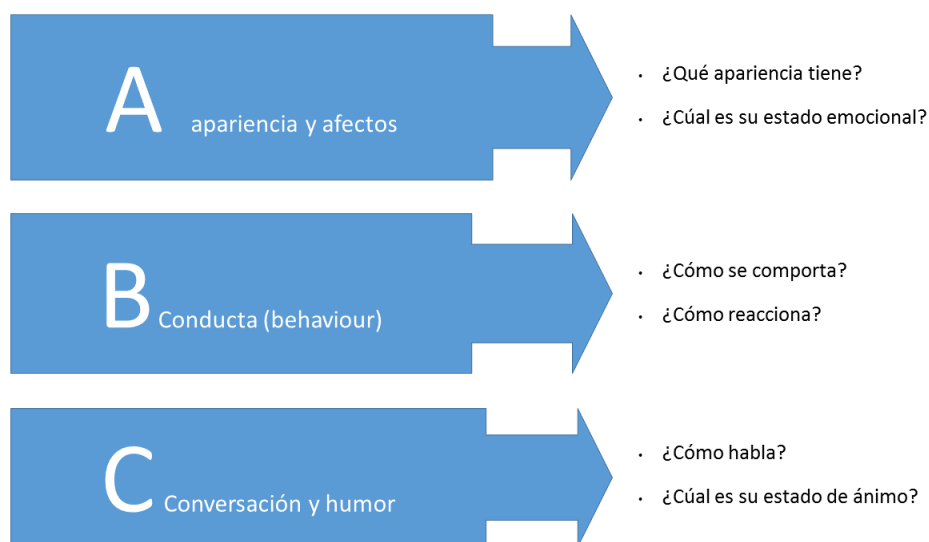 A apariencia y afectos
• ¿Qué apariencia tiene?
• ¿Cúal es su estado emocional?
B Conducta (behaviour)
• ¿Cómo se comporta?
• ¿Cómo reacciona?
C Conversación y humor
• ¿Cómo habla?
• ¿Cúal es su estado de ánimo?